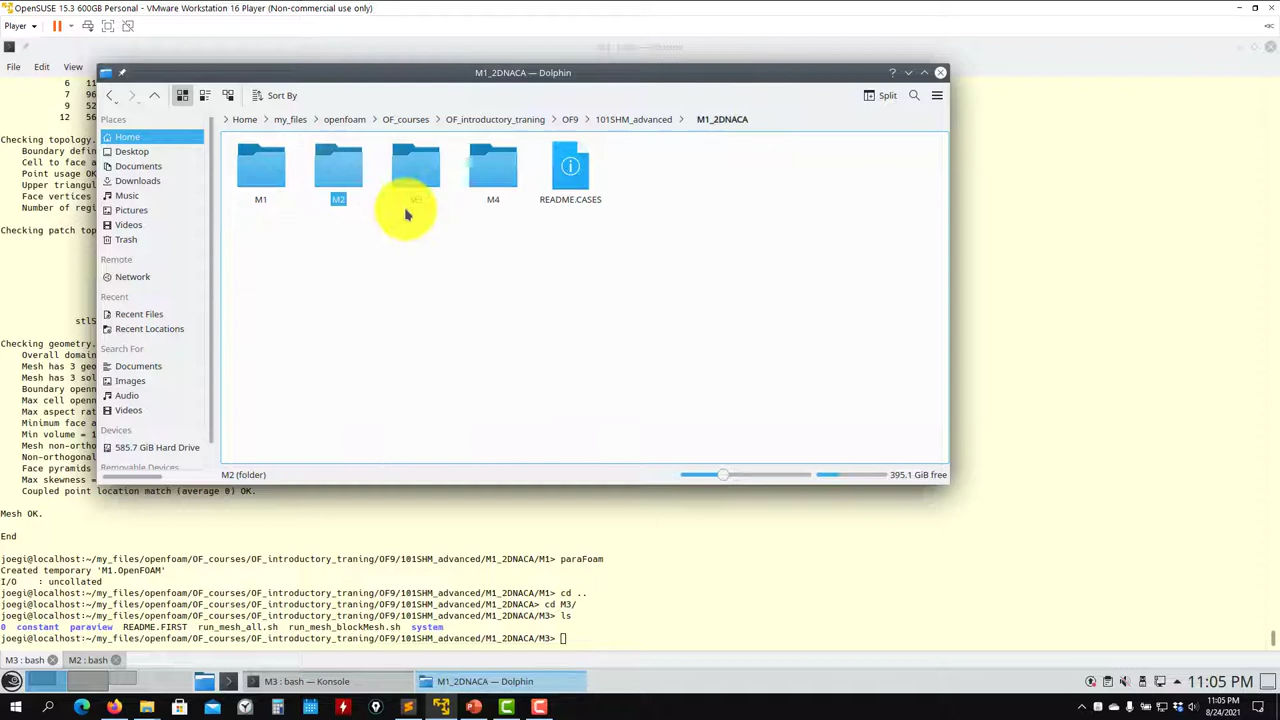 OpenSUSE 15.3 600GB Personal - VMware Workstation 16 Player (Non-commercial use only)
Player
File Edit View
M1_2DNACA — Dolphin
Sort By
Split
Home my_files openfoam OF_courses OF_introductory_traning OF9 101SHM_advanced M1_2DNACA
Places
Home
Desktop
Documents
Downloads
Music
Pictures
Videos
Trash
Remote
Network
Recent
Recent Files
Recent Locations
Search For
Documents
Images
Audio
Videos
Devices
585.7 GiB Hard Drive
Removable Devices
M1
M2
M4
README.CASES
M2 (folder)
395.1 GiB free
6 11
7 96
9 52
12
Checking topology.
Boundary defin
Cell to face a
Point usage OK
Upper triangul
Face vertices
Number of regi
Checking patch top
stlS
Checking geometry.
Overall domai
Mesh has 3 geo
Mesh has 3 sol
Boundary openn
Max cell openn
Max aspect rat
Minimum face a
Min volume = 1
Mesh non-ortho
Non-orthogonal
Face pyramids
Max skewness =
Coupled point location match (average 0) OK.
Mesh OK.
End
joegi@localhost:~/my_files/openfoam/OF_courses/OF_introductory_traning/OF9/101SHM_advanced/M1_2DNACA/M1> paraFoam
Created temporary 'M1.OpenFOAM'
I/O : uncollated
joegi@localhost:~/my_files/openfoam/OF_courses/OF_introductory_traning/OF9/101SHM_advanced/M1_2DNACA/M1> cd ..
joegi@localhost:~/my_files/openfoam/OF_courses/OF_introductory_traning/OF9/101SHM_advanced/M1_2DNACA> cd M3/
joegi@localhost:~/my_files/openfoam/OF_courses/OF_introductory_traning/OF9/101SHM_advanced/M1_2DNACA/M3> ls
0 constant paraview README.FIRST run_mesh_all.sh run_mesh_blockMesh.sh system
joegi@localhost:~/my_files/openfoam/OF_courses/OF_introductory_traning/OF9/101SHM_advanced/M1_2DNACA/M3>
M3 : bash M2 : bash
M3 : bash — Konsole
M1_2DNACA — Dolphin
11:05 PM
11:05 PM
8/24/2021